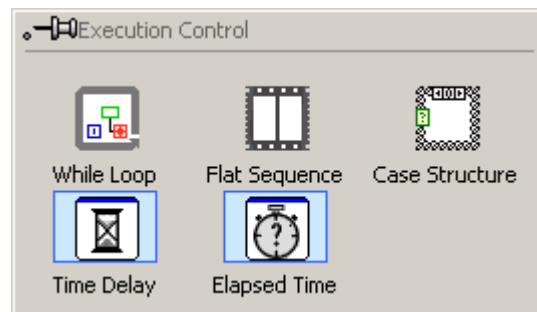 Execution Control
While Loop
Flat Sequence
Case Structure
Time Delay
Elapsed Time